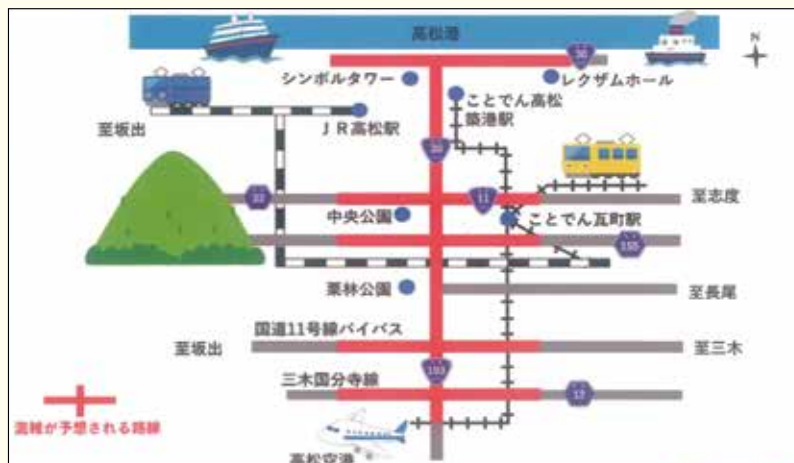 高松港
N
30
シンボルタワー
レクザムホール
ことでん高松
築港駅
至坂出
JR高松駅
30
33
11
至志度
中央公園
ことでん瓦町駅
155
栗林公園
至長尾
国道11号線バイパス
至坂出
至三木
193
三木国分寺線
12
混雑が予想される路線
高松空港